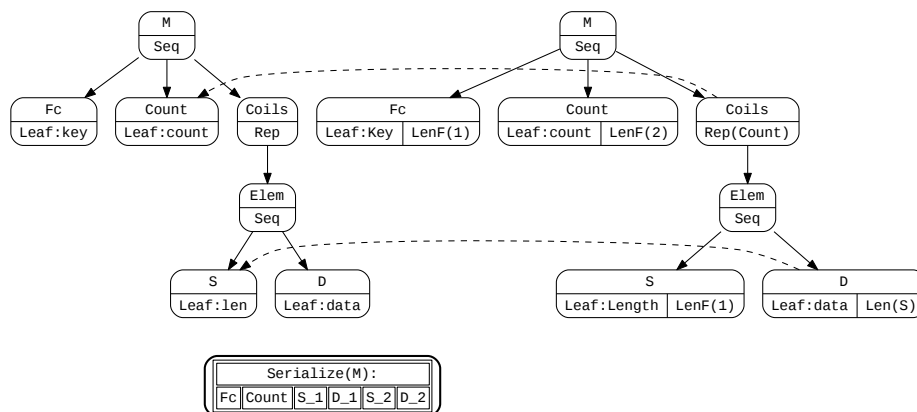 M
Seq
Fc
Leaf:key
Count
Leaf:count
Coils
Rep
Elem
Seq
S
Leaf:len
D
Leaf:data
M
Seq
Fc
Leaf:Key LenF(1)
Count
Leaf:count LenF(2)
Coils
Rep(Count)
Elem
Seq
S
Leaf:Length LenF(1)
D
Leaf:data Len(S)
Serialize(M):
Fc Count S_1 D_1 S_2 D_2